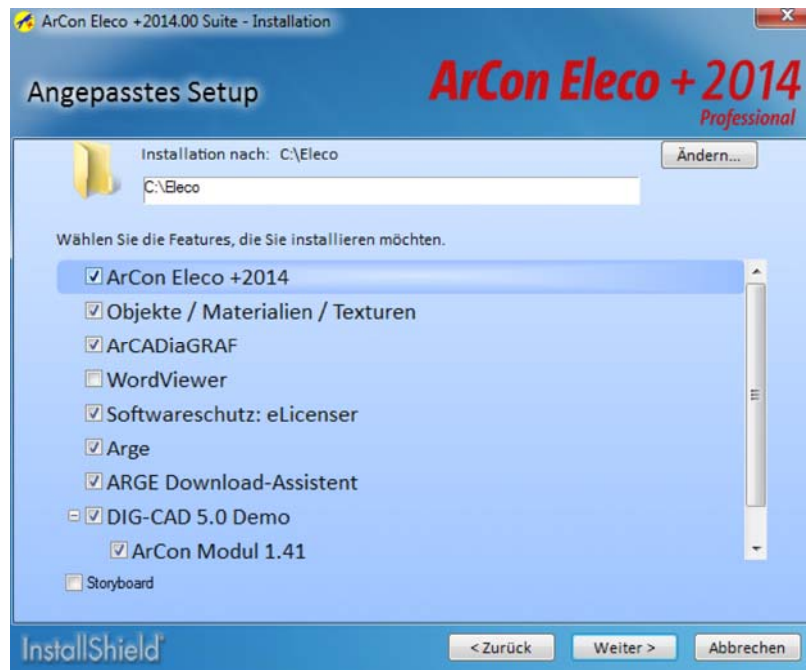 ArCon Eleco +2014.00 Suite - Installation
Angepasstes Setup
ArCon Eleco +2014
Professional
Installation nach: C:\Eleco
Ändern...
C:\Eleco
Wählen Sie die Features, die Sie installieren möchten.
ArCon Eleco +2014
Objekte / Materialien / Texturen
ArCADiaGRAF
WordViewer
Softwareschutz: eLicenser
Arge
ARGE Download-Assistent
DIG-CAD 5.0 Demo
ArCon Modul 1.41
Storyboard
InstallShield
< Zurück
Weiter >
Abbrechen